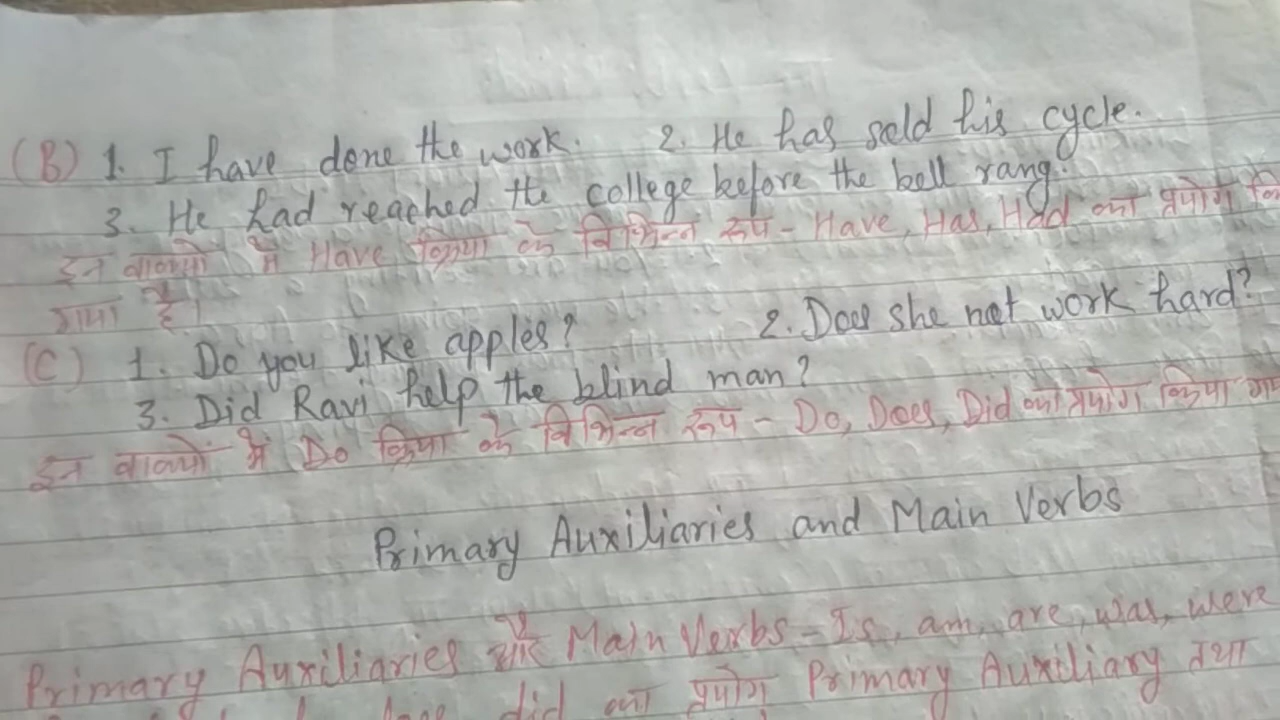 (B) 1. I have done the work. 2. He has sold his cycle.
3. He had reached the college before the bell rang.
इन वाक्यों में Have क्रिया के विभिन्न रूप - Have, Has, Had का प्रयोग कि
गया है।
(C) 1. Do you like apples? 2. Does she not work hard?
3. Did Ravi help the blind man?
इन वाक्यों में Do क्रिया के विभिन्न रूप - Do, Does, Did का प्रयोग किया गया
Primary Auxiliaries and Main Verbs
Primary Auxiliaries और Main Verbs - Is, am, are, was, were
did का प्रयोग Primary Auxiliary तथा